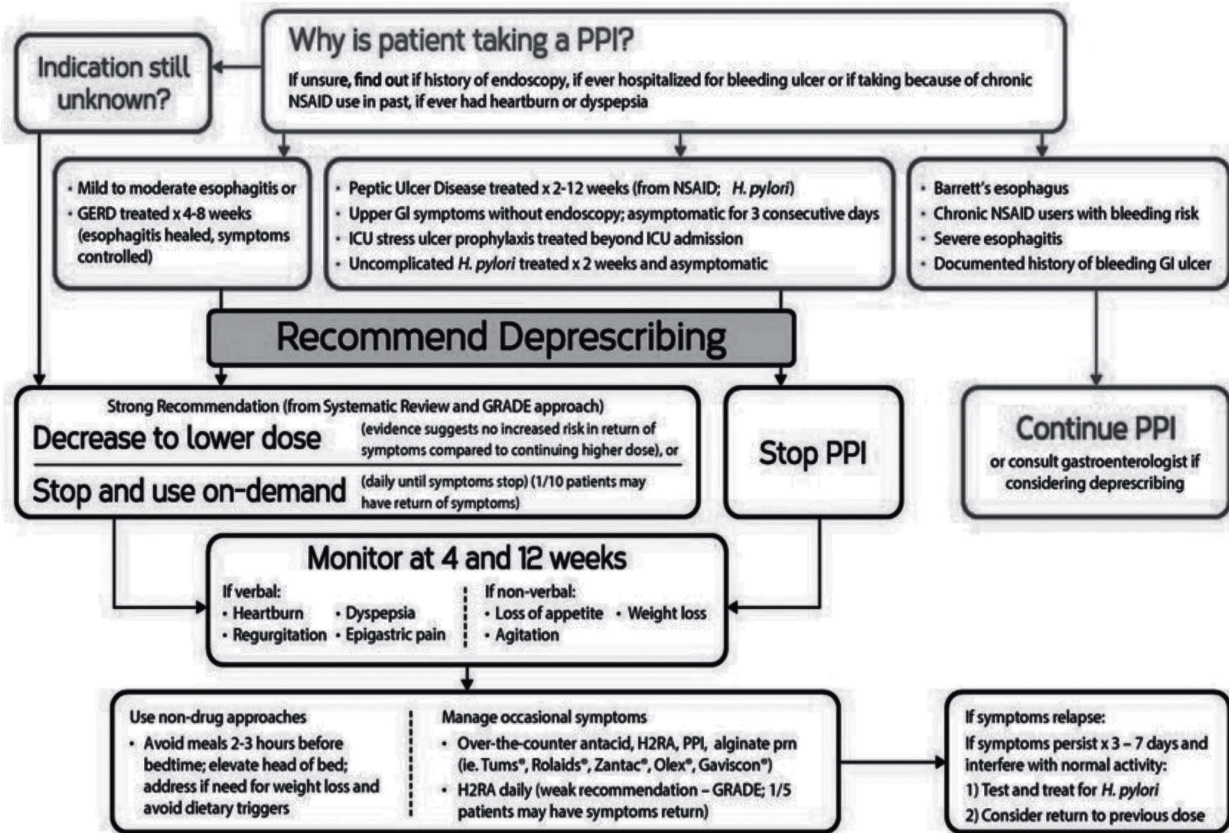 Why is patient taking a PPI?
If unsure, find out if history of endoscopy, if ever hospitalized for bleeding ulcer or if taking because of chronic
NSAID use in past, if ever had heartburn or dyspepsia
Indication still
unknown?
• Mild to moderate esophagitis or
• GERD treated x 4-8 weeks
(esophagitis healed, symptoms
controlled)
• Peptic Ulcer Disease treated x 2-12 weeks (from NSAID; H. pylori)
• Upper GI symptoms without endoscopy; asymptomatic for 3 consecutive days
• ICU stress ulcer prophylaxis treated beyond ICU admission
• Uncomplicated H. pylori treated x 2 weeks and asymptomatic
• Barrett's esophagus
• Chronic NSAID users with bleeding risk
• Severe esophagitis
• Documented history of bleeding GI ulcer
Recommend Deprescribing
Strong Recommendation (from Systematic Review and GRADE approach)
Decrease to lower dose
(evidence suggests no increased risk in return of
symptoms compared to continuing higher dose), or
Stop and use on-demand
(daily until symptoms stop) (1/10 patients may
have return of symptoms)
Stop PPI
Continue PPI
or consult gastroenterologist if
considering deprescribing
Monitor at 4 and 12 weeks
If verbal:
• Heartburn • Dyspepsia
• Regurgitation • Epigastric pain
If non-verbal:
• Loss of appetite • Weight loss
• Agitation
Use non-drug approaches
• Avoid meals 2-3 hours before
bedtime; elevate head of bed;
address if need for weight loss and
avoid dietary triggers
Manage occasional symptoms
• Over-the-counter antacid, H2RA, PPI, alginate prn
(ie. Tums®, Rolaids®, Zantac®, Olex®, Gaviscon®)
• H2RA daily (weak recommendation – GRADE; 1/5
patients may have symptoms return)
If symptoms relapse:
If symptoms persist x 3 – 7 days and
interfere with normal activity:
1) Test and treat for H. pylori
2) Consider return to previous dose